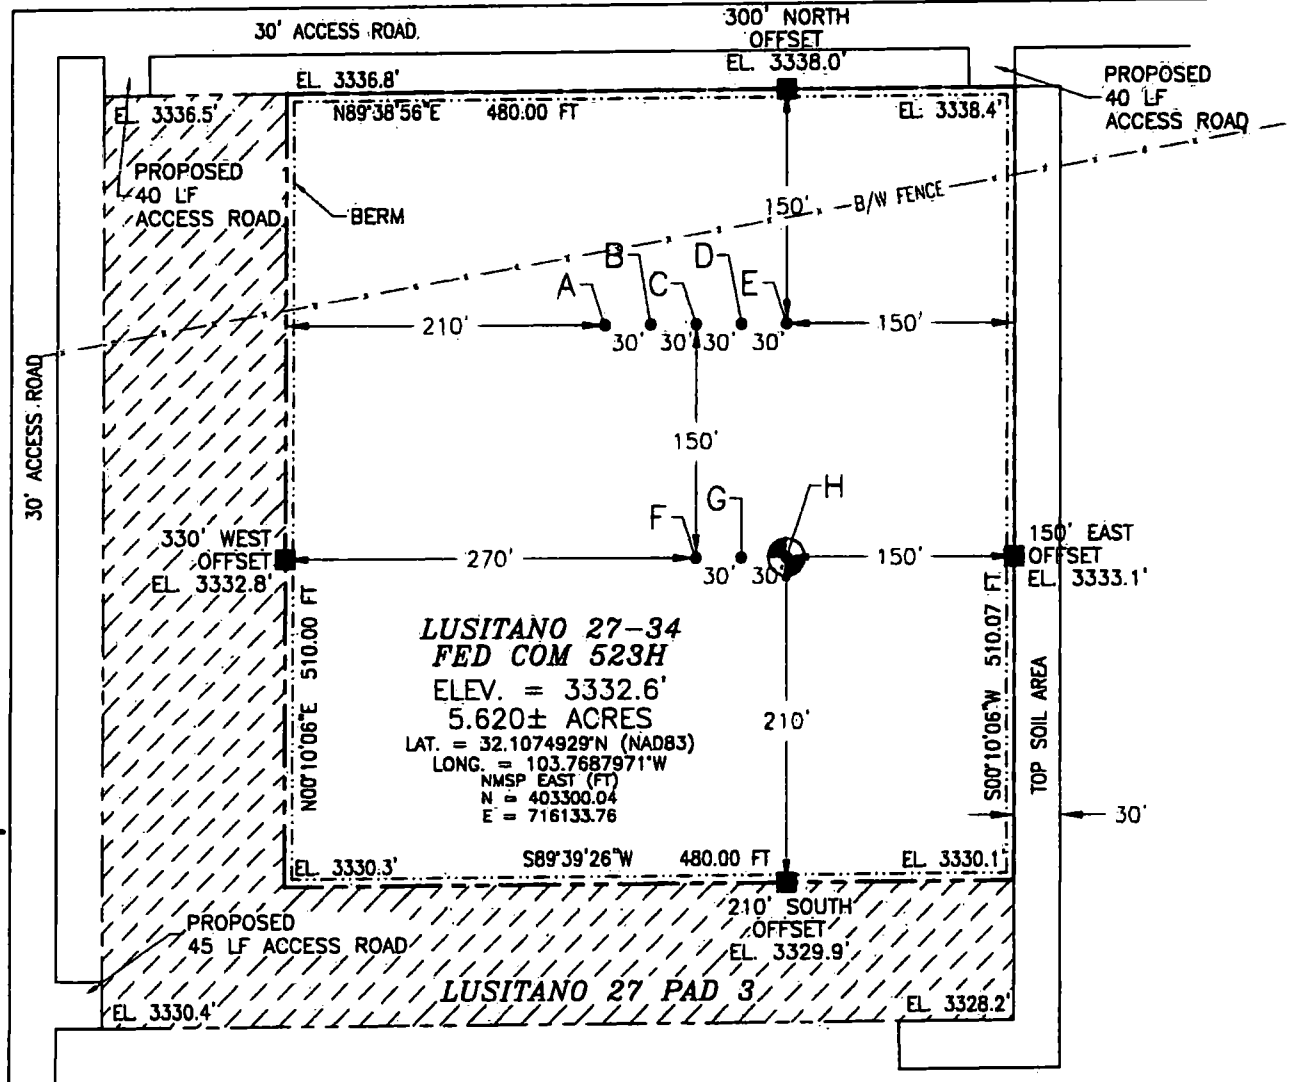 30' ACCESS ROAD
300' NORTH
OFFSET
EL. 3338.0'
EL. 3336.8'
PROPOSED
40 LF
ACCESS ROAD
EL. 3336.5'
N89°38'56"E 480.00 FT
EL. 3338.4'
PROPOSED
40 LF
ACCESS ROAD
BERM
150'
B/W FENCE
A
B
C
D
E
210'
30'
30'
30'
30'
150'
30' ACCESS ROAD
150'
F
G
H
330' WEST
OFFSET
EL. 3332.8'
270'
30'
30'
150'
150' EAST
OFFSET
EL. 3333.1'
N00°10'06"E 510.00 FT
LUSITANO 27-34
FED COM 523H
ELEV. = 3332.6'
5.620± ACRES
LAT. = 32.1074929°N (NAD83)
LONG. = 103.7687971°W
NMSP EAST (FT)
N = 403300.04
E = 716133.76
210'
S00°10'06"W 510.07 FT
TOP SOIL AREA
30'
EL. 3330.3'
S89°39'26"W 480.00 FT
EL. 3330.1'
PROPOSED
45 LF ACCESS ROAD
210' SOUTH
OFFSET
EL. 3329.9'
LUSITANO 27 PAD 3
EL. 3330.4'
EL. 3328.2'